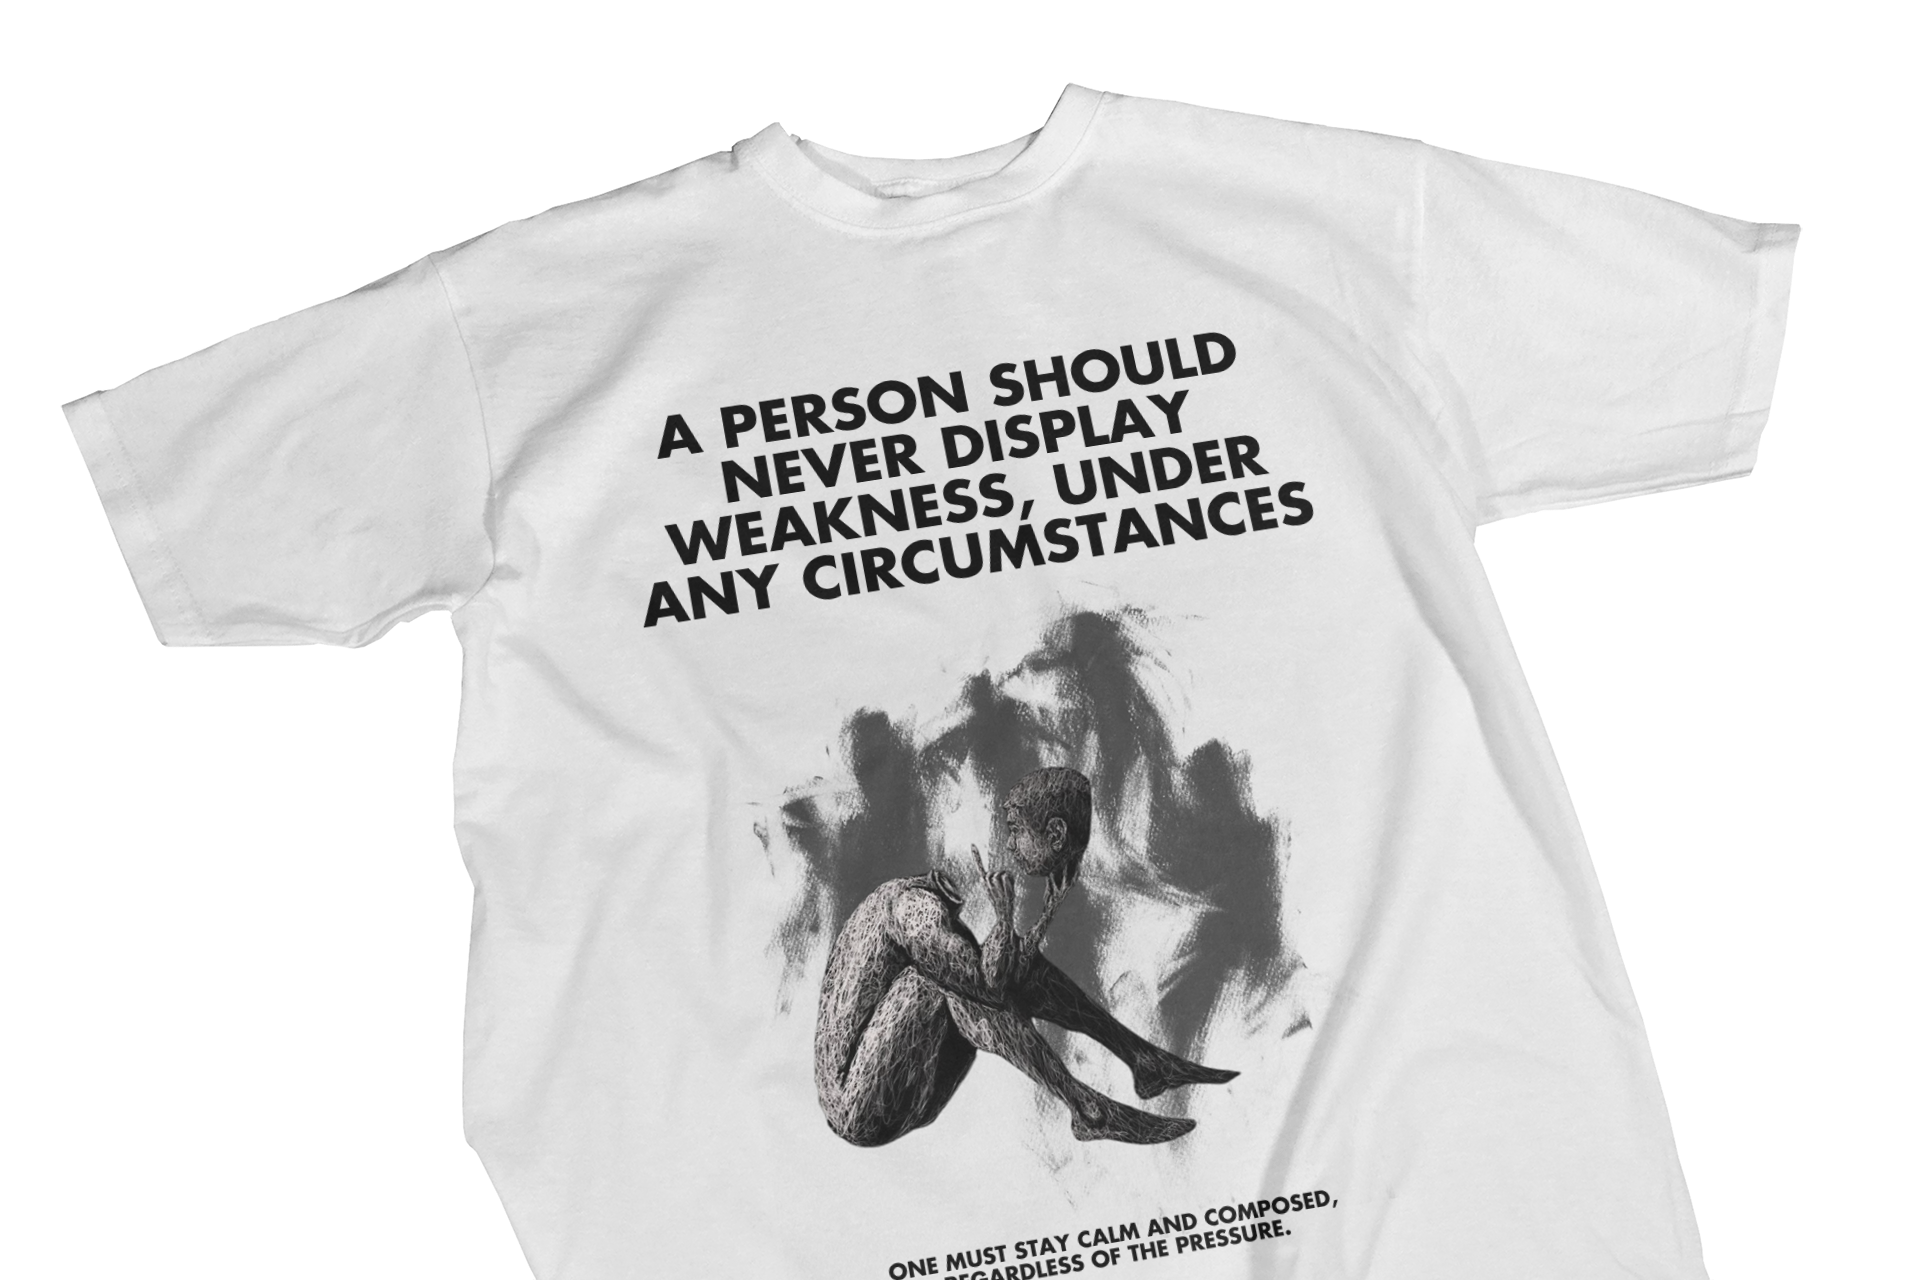 A PERSON SHOULD
NEVER DISPLAY
WEAKNESS, UNDER
ANY CIRCUMSTANCES
ONE MUST STAY CALM AND COMPOSED,
REGARDLESS OF THE PRESSURE.